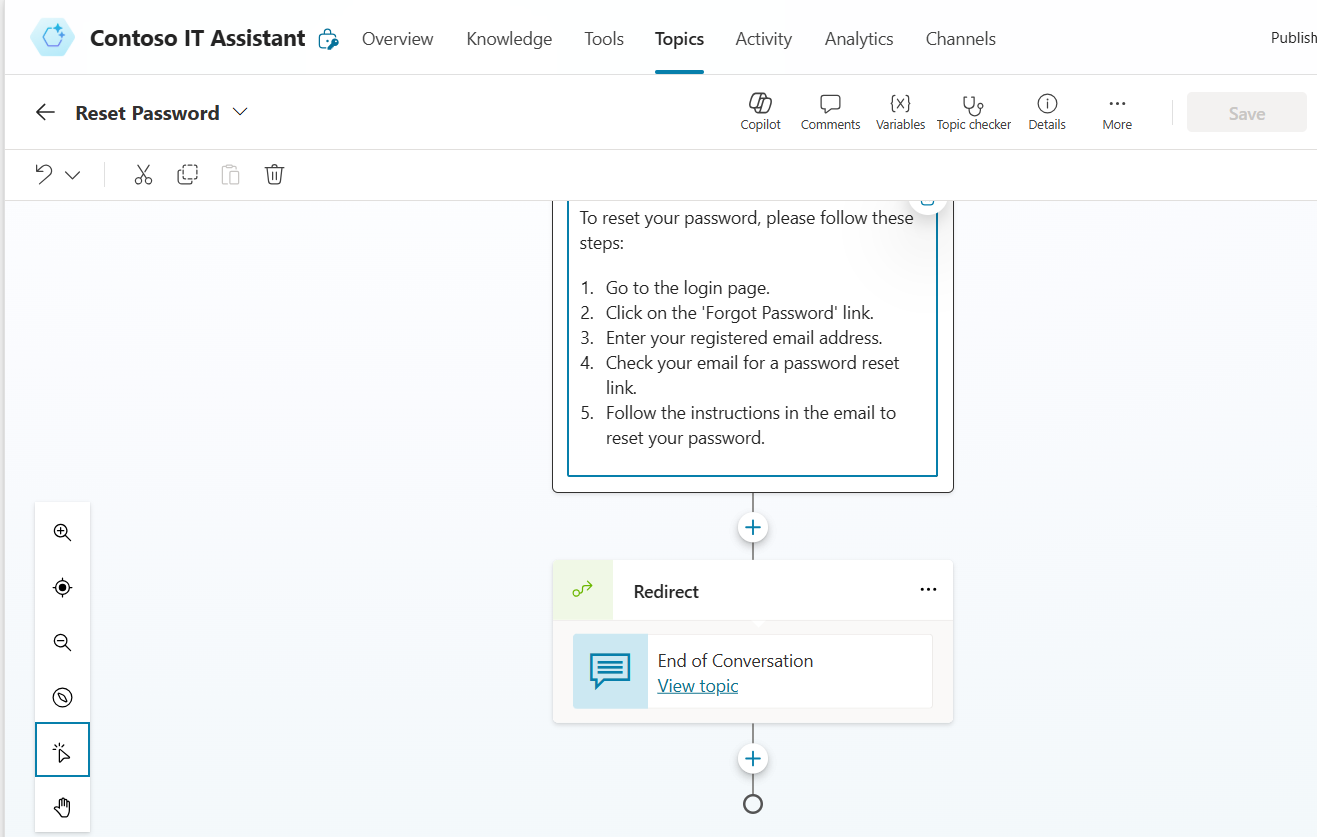 Contoso IT Assistant Overview Knowledge Tools Topics Activity Analytics Channels Publish
Reset Password Copilot Comments {x} Variables Topic checker Details More Save
To reset your password, please follow these
steps:
1. Go to the login page.
2. Click on the 'Forgot Password' link.
3. Enter your registered email address.
4. Check your email for a password reset
link.
5. Follow the instructions in the email to
reset your password.
Redirect
End of Conversation
View topic